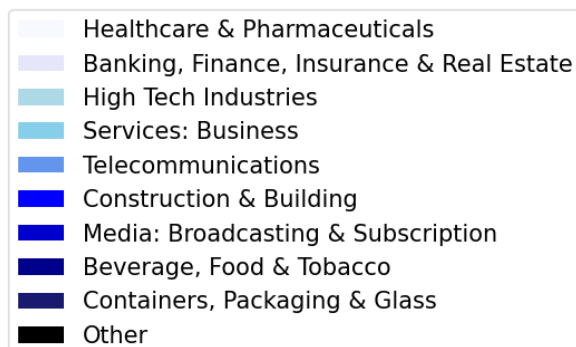 Healthcare & Pharmaceuticals
Banking, Finance, Insurance & Real Estate
High Tech Industries
Services: Business
Telecommunications
Construction & Building
Media: Broadcasting & Subscription
Beverage, Food & Tobacco
Containers, Packaging & Glass
Other